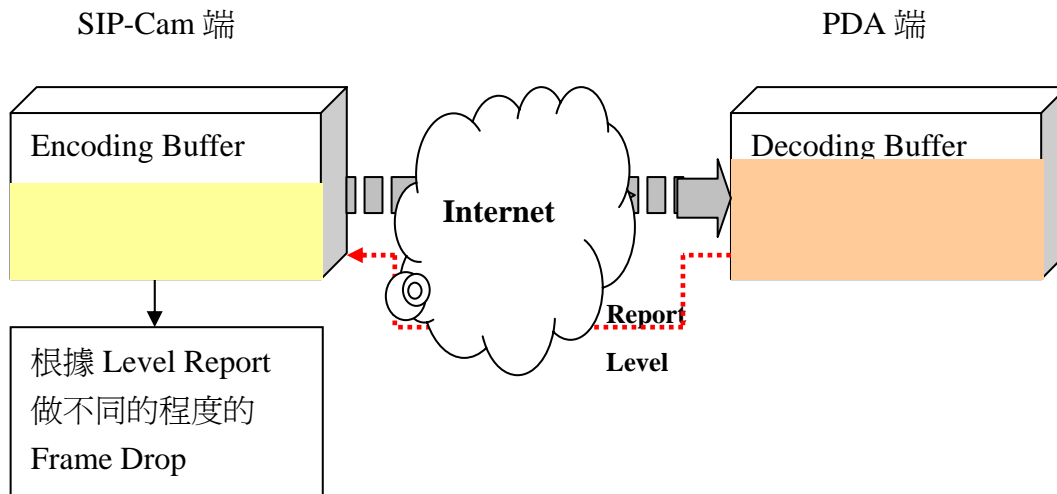 SIP-Cam 端
PDA 端
Encoding Buffer
Decoding Buffer
Internet
Report
Level
根據 Level Report
做不同的程度的
Frame Drop